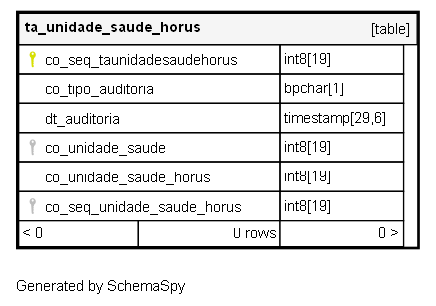 ta_unidade_saude_horus [table]
co_seq_taunidadesaudehorus int8[19]
co_tipo_auditoria bpchar[1]
dt_auditoria timestamp[29,6]
co_unidade_saude int8[19]
co_unidade_saude_horus int8[19]
co_seq_unidade_saude_horus int8[19]
< 0 0 rows 0 >
Generated by SchemaSpy